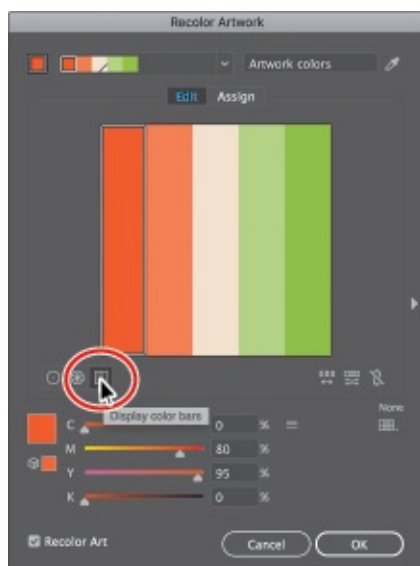 Recolor Artwork
Artwork colors
Edit Assign
Display color bars
None
C 0 %
M 80 %
Y 95 %
K 0 %
Recolor Art Cancel OK